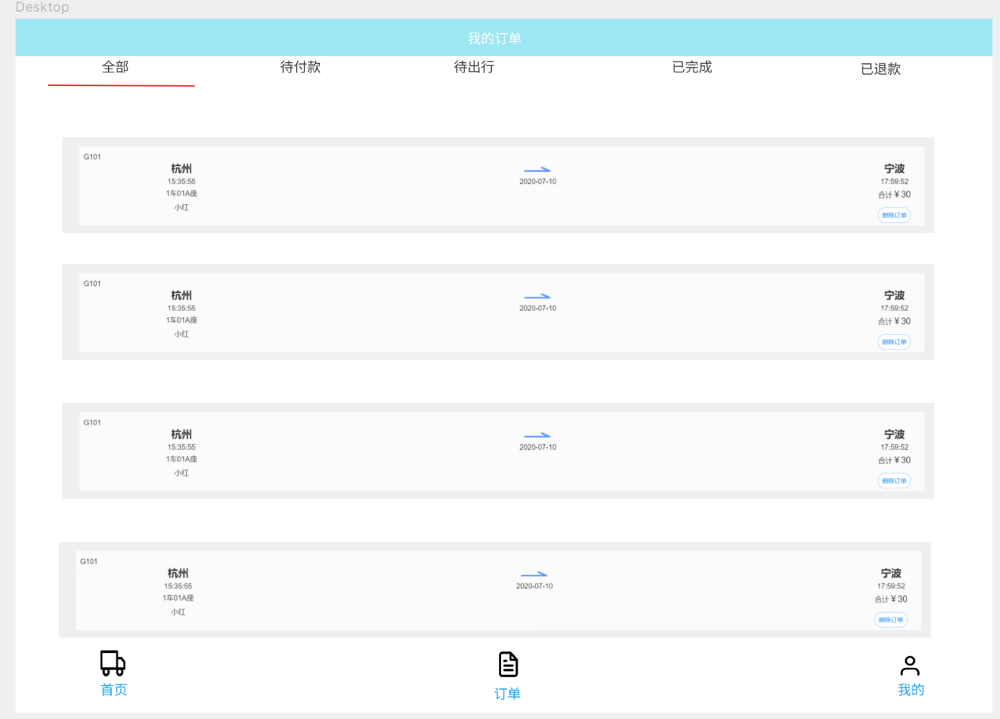 Desktop
我的订单
全部 待付款 待出行 已完成 已退款
G101
杭州 宁波
15:35:55 2020-07-10 17:59:52
1车01A座 合计¥30
小红 删除订单
G101
杭州 宁波
15:35:55 2020-07-10 17:59:52
1车01A座 合计¥30
小红 删除订单
G101
杭州 宁波
15:35:55 2020-07-10 17:59:52
1车01A座 合计¥30
小红 删除订单
G101
杭州 宁波
15:35:55 2020-07-10 17:59:52
1车01A座 合计¥30
小红 删除订单
首页 订单 我的